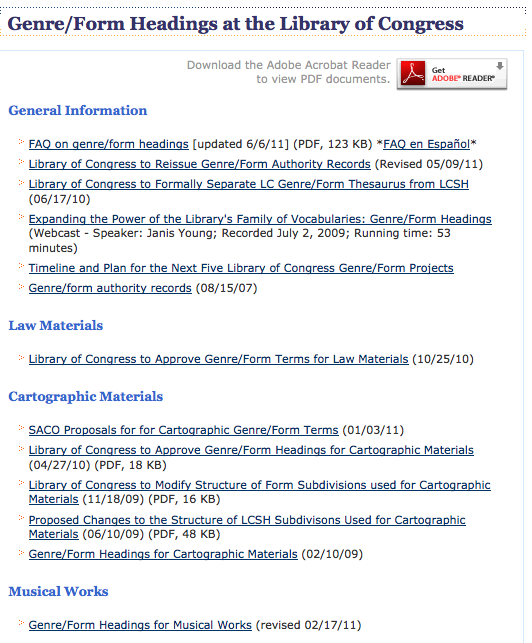 Genre/Form Headings at the Library of Congress
Download the Adobe Acrobat Reader
to view PDF documents.
Get
ADOBE® READER®
General Information
FAQ on genre/form headings [updated 6/6/11] (PDF, 123 KB) *FAQ en Español*
Library of Congress to Reissue Genre/Form Authority Records (Revised 05/09/11)
Library of Congress to Formally Separate LC Genre/Form Thesaurus from LCSH
(06/17/10)
Expanding the Power of the Library's Family of Vocabularies: Genre/Form Headings
(Webcast - Speaker: Janis Young; Recorded July 2, 2009; Running time: 53
minutes)
Timeline and Plan for the Next Five Library of Congress Genre/Form Projects
Genre/form authority records (08/15/07)
Law Materials
Library of Congress to Approve Genre/Form Terms for Law Materials (10/25/10)
Cartographic Materials
SACO Proposals for for Cartographic Genre/Form Terms (01/03/11)
Library of Congress to Approve Genre/Form Headings for Cartographic Materials
(04/27/10) (PDF, 18 KB)
Library of Congress to Modify Structure of Form Subdivisions used for Cartographic
Materials (11/18/09) (PDF, 16 KB)
Proposed Changes to the Structure of LCSH Subdivisons Used for Cartographic
Materials (06/10/09) (PDF, 48 KB)
Genre/Form Headings for Cartographic Materials (02/10/09)
Musical Works
Genre/Form Headings for Musical Works (revised 02/17/11)